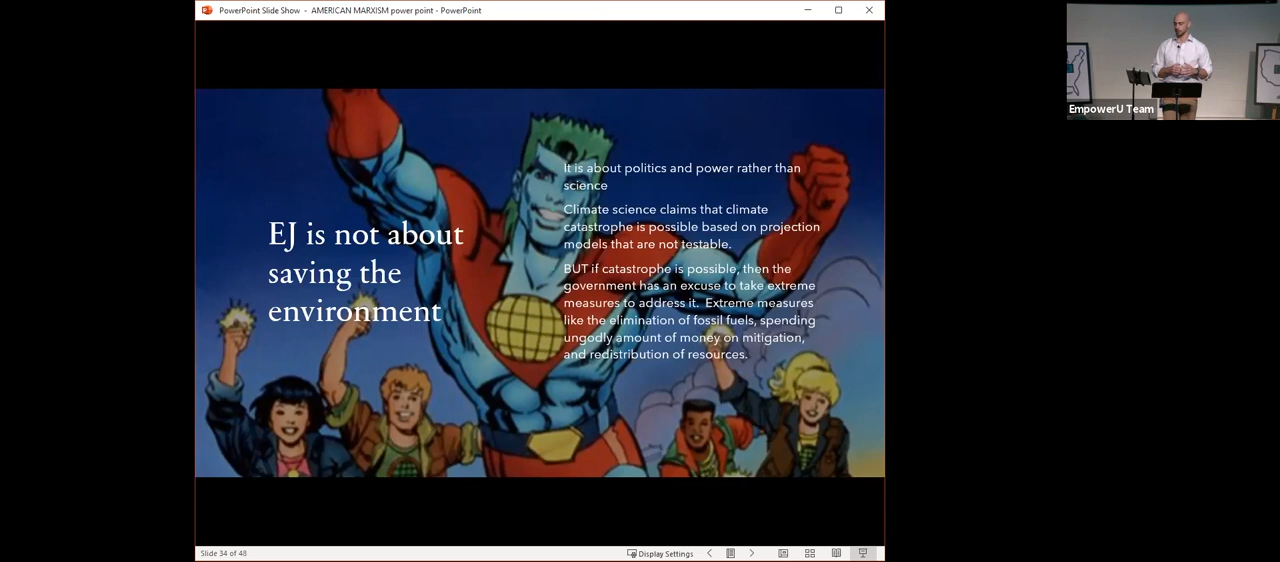 PowerPoint Slide Show - AMERICAN MARXISM power point - PowerPoint
EmpowerU Team
EJ is not about
saving the
environment
It is about politics and power rather than
science
Climate science claims that climate
catastrophe is possible based on projection
models that are not testable.
BUT if catastrophe is possible, then the
government has an excuse to take extreme
measures to address it. Extreme measures
like the elimination of fossil fuels, spending
ungodly amount of money on mitigation,
and redistribution of resources.
Slide 34 of 48
Display Settings